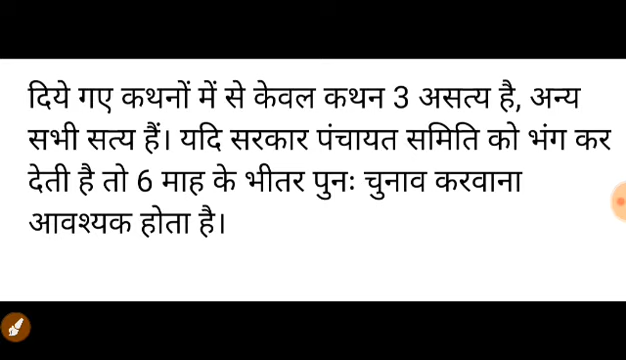 दिये गए कथनों में से केवल कथन 3 असत्य है, अन्य
सभी सत्य हैं। यदि सरकार पंचायत समिति को भंग कर
देती है तो 6 माह के भीतर पुनः चुनाव करवाना
आवश्यक होता है।